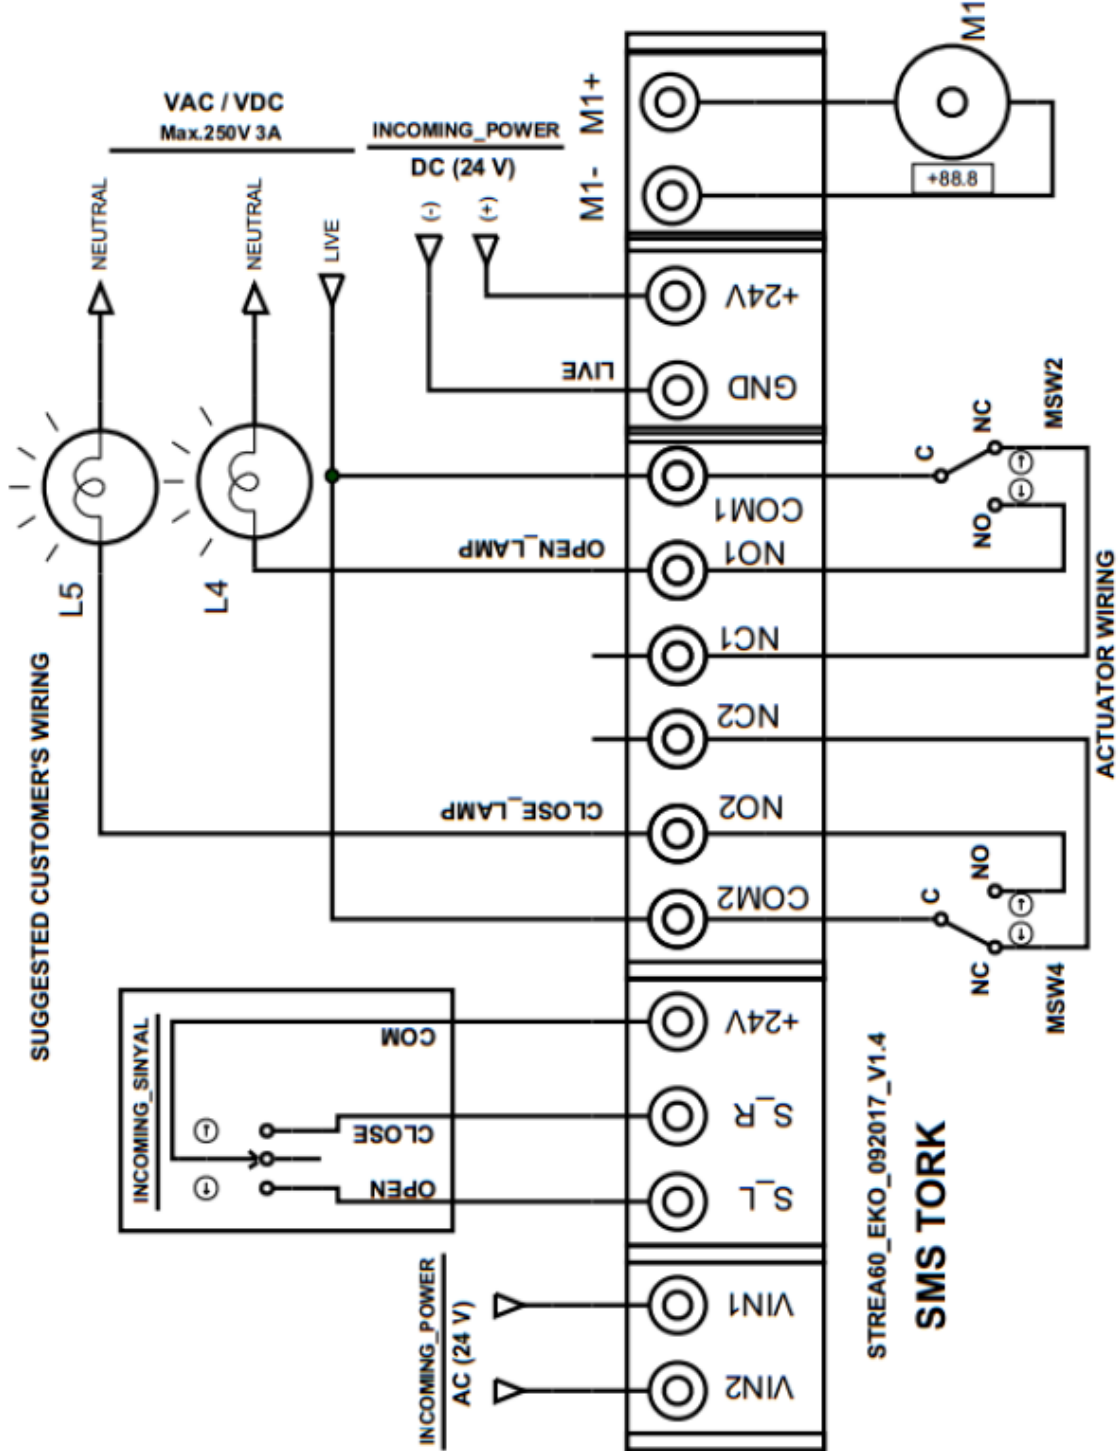 VAC / VDC
Max.250V 3A
INCOMING_POWER
DC (24 V)
NEUTRAL
NEUTRAL
LIVE
(-)
(+)
M1-
M1+
M1
+88.8
+24V
LIVE
GND
L5
L4
COM1
OPEN_LAMP
NO1
NC1
NC2
CLOSE_LAMP
NO2
COM2
C
NC
NO
MSW2
ACTUATOR WIRING
C
NO
NC
MSW4
SUGGESTED CUSTOMER'S WIRING
INCOMING_SINYAL
COM
CLOSE
OPEN
+24V
S_R
S_L
INCOMING_POWER
AC (24 V)
VIN1
VIN2
STREA60_EKO_092017_V1.4
SMS TORK